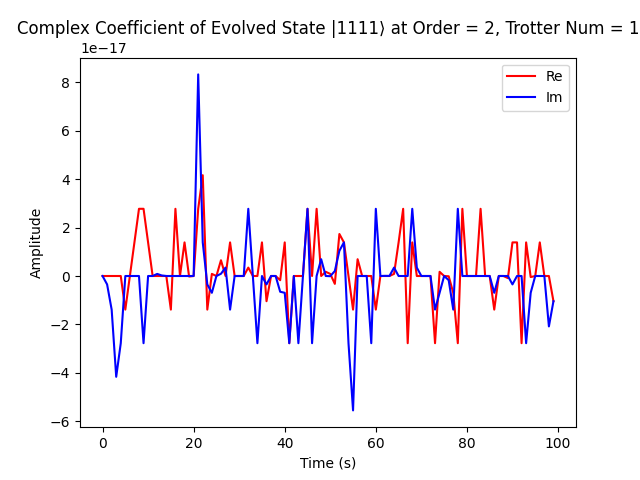 Complex Coefficient of Evolved State |1111⟩ at Order = 2, Trotter Num = 1
1e−17
Re
Im
8
6
4
2
0
−2
−4
−6
Amplitude
0 20 40 60 80 100
Time (s)